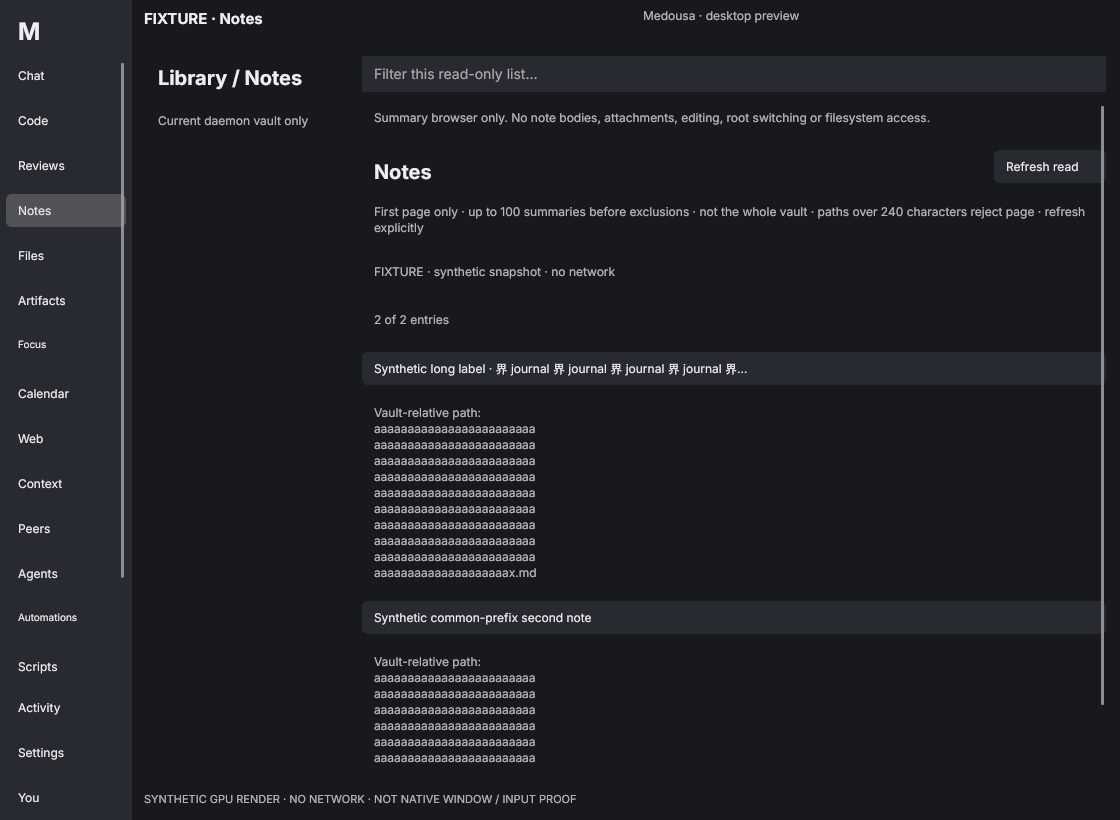 M
Chat
Code
Reviews
Notes
Files
Artifacts
Focus
Calendar
Web
Context
Peers
Agents
Automations
Scripts
Activity
Settings
You
FIXTURE · Notes
Medousa · desktop preview
Library / Notes
Current daemon vault only
Filter this read-only list...
Summary browser only. No note bodies, attachments, editing, root switching or filesystem access.
Notes
Refresh read
First page only · up to 100 summaries before exclusions · not the whole vault · paths over 240 characters reject page · refresh
explicitly
FIXTURE · synthetic snapshot · no network
2 of 2 entries
Synthetic long label · 界 journal 界 journal 界 journal 界 journal 界...
Vault-relative path:
aaaaaaaaaaaaaaaaaaaaaaaa
aaaaaaaaaaaaaaaaaaaaaaaa
aaaaaaaaaaaaaaaaaaaaaaaa
aaaaaaaaaaaaaaaaaaaaaaaa
aaaaaaaaaaaaaaaaaaaaaaaa
aaaaaaaaaaaaaaaaaaaaaaaa
aaaaaaaaaaaaaaaaaaaaaaaa
aaaaaaaaaaaaaaaaaaaaaaaa
aaaaaaaaaaaaaaaaaaaaaaaa
aaaaaaaaaaaaaaaaaaaax.md
Synthetic common-prefix second note
Vault-relative path:
aaaaaaaaaaaaaaaaaaaaaaaa
aaaaaaaaaaaaaaaaaaaaaaaa
aaaaaaaaaaaaaaaaaaaaaaaa
aaaaaaaaaaaaaaaaaaaaaaaa
aaaaaaaaaaaaaaaaaaaaaaaa
aaaaaaaaaaaaaaaaaaaaaaaa
SYNTHETIC GPU RENDER · NO NETWORK · NOT NATIVE WINDOW / INPUT PROOF